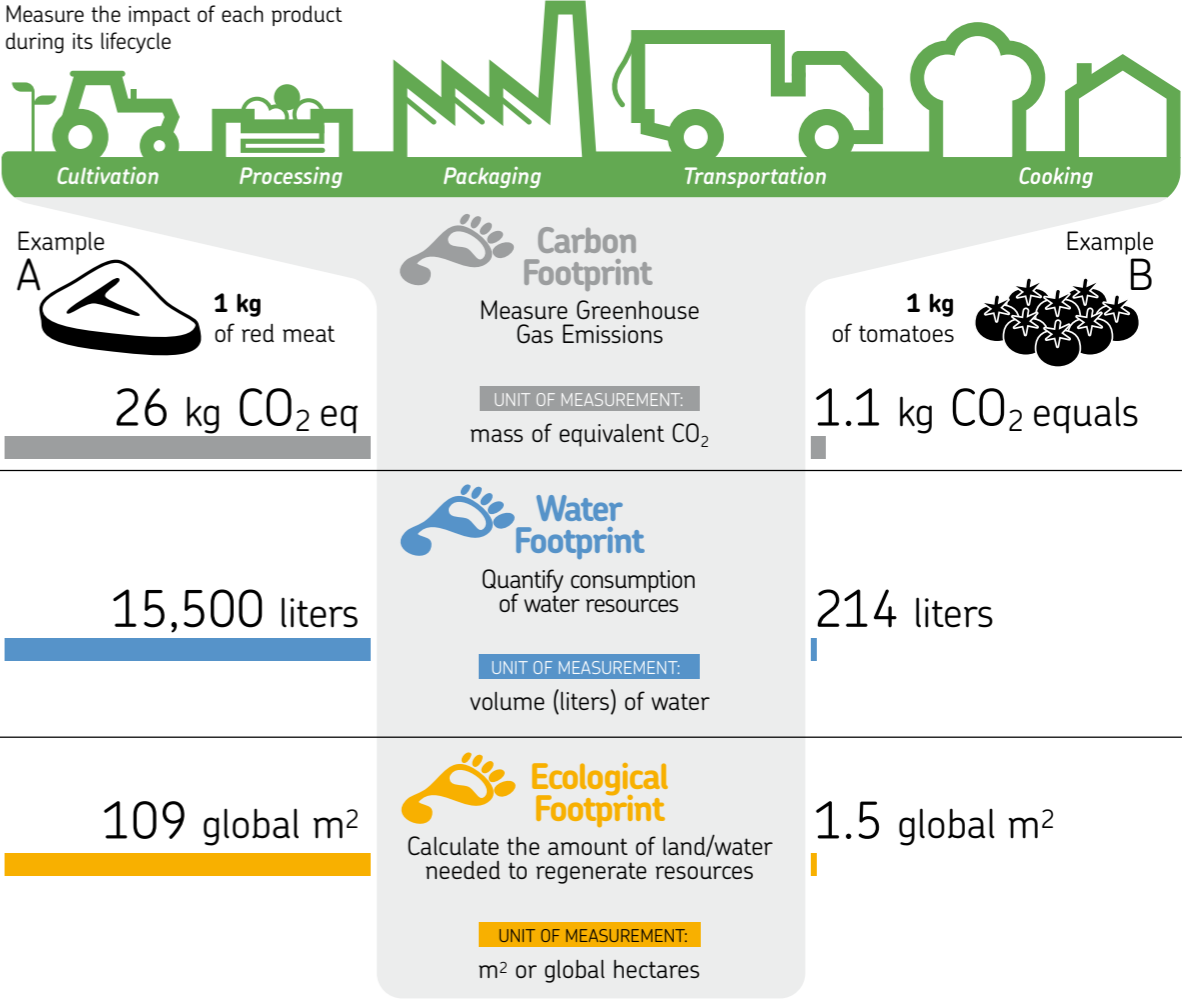 Measure the impact of each product
during its lifecycle
Cultivation
Processing
Packaging
Transportation
Cooking
Example
A
1 kg
of red meat
Carbon
Footprint
Measure Greenhouse
Gas Emissions
Example
B
1 kg
of tomatoes
26 kg CO₂ eq
UNIT OF MEASUREMENT:
mass of equivalent CO₂
1.1 kg CO₂ equals
Water
Footprint
Quantify consumption
of water resources
15,500 liters
214 liters
UNIT OF MEASUREMENT:
volume (liters) of water
Ecological
Footprint
109 global m²
1.5 global m²
Calculate the amount of land/water
needed to regenerate resources
UNIT OF MEASUREMENT:
m² or global hectares